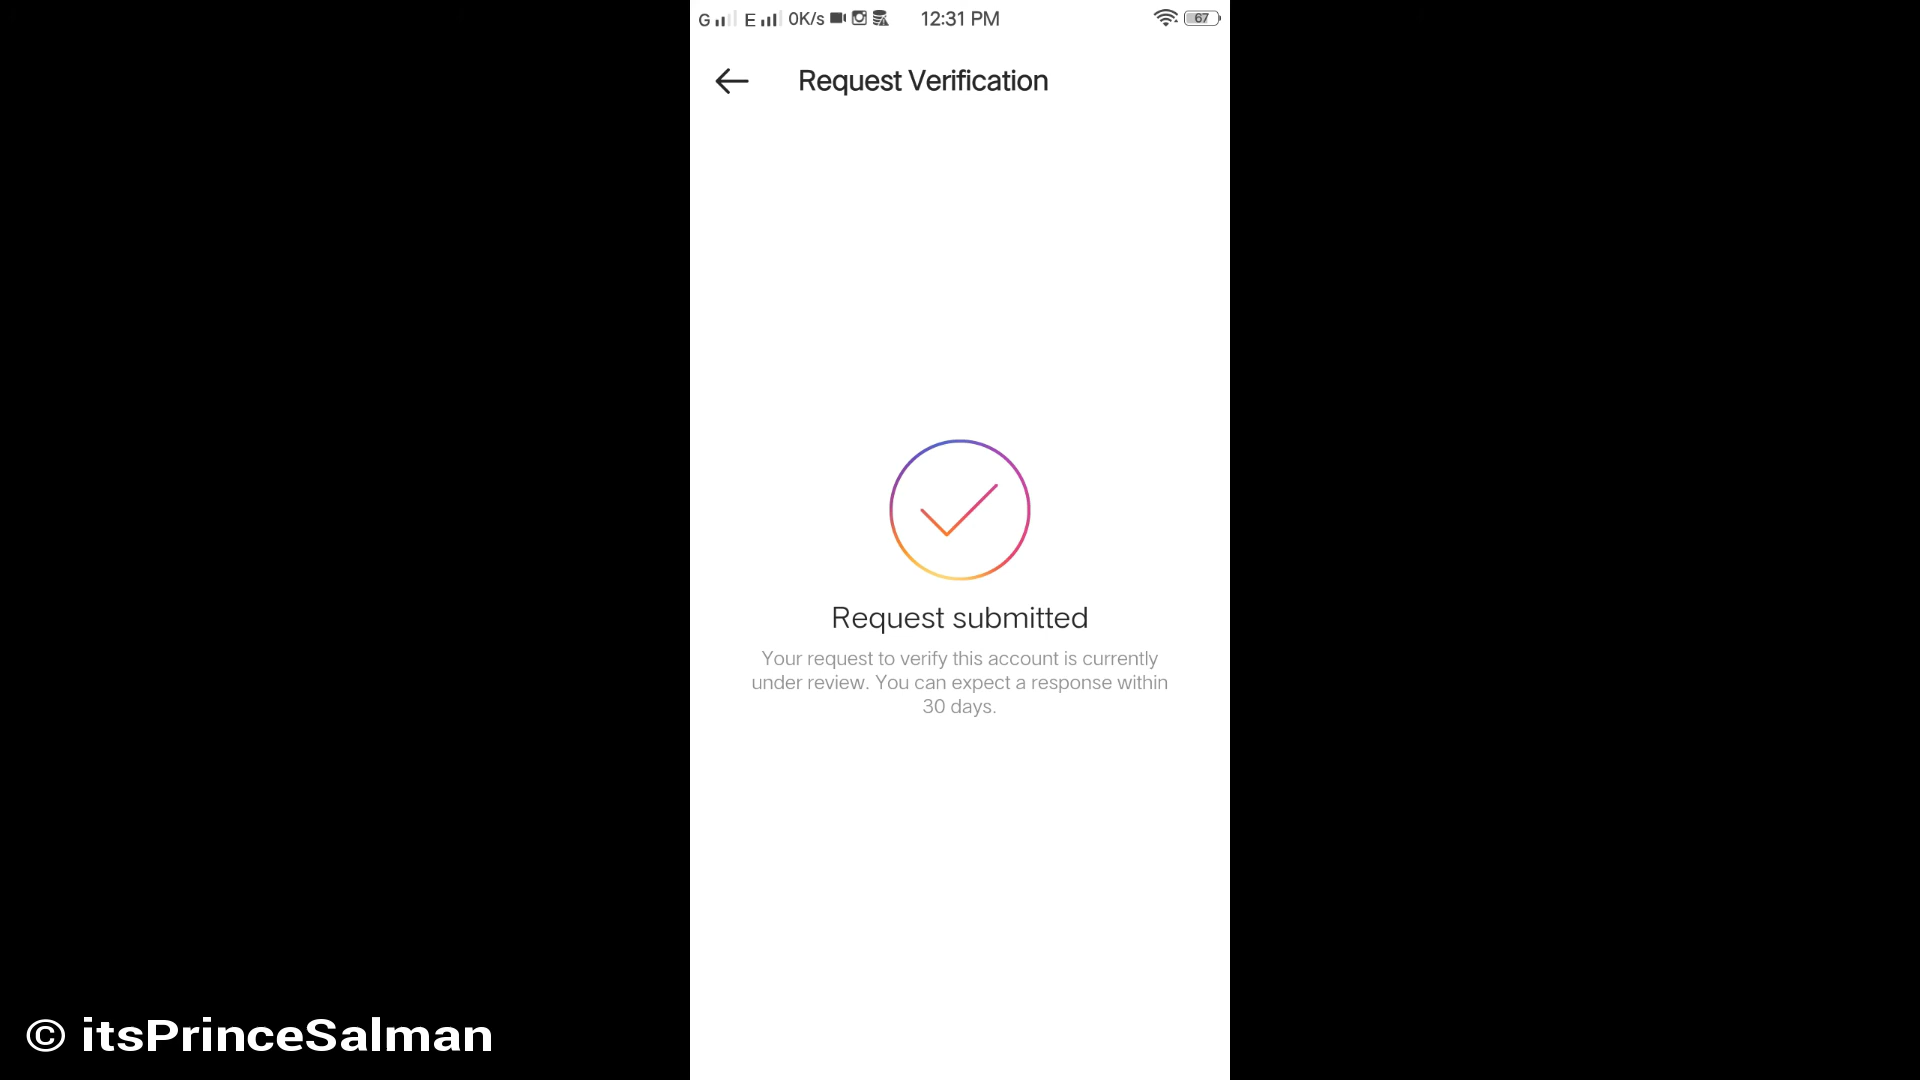 G E 0K/s 12:31 PM 67
Request Verification
Request submitted
Your request to verify this account is currently
under review. You can expect a response within
30 days.
© itsPrinceSalman